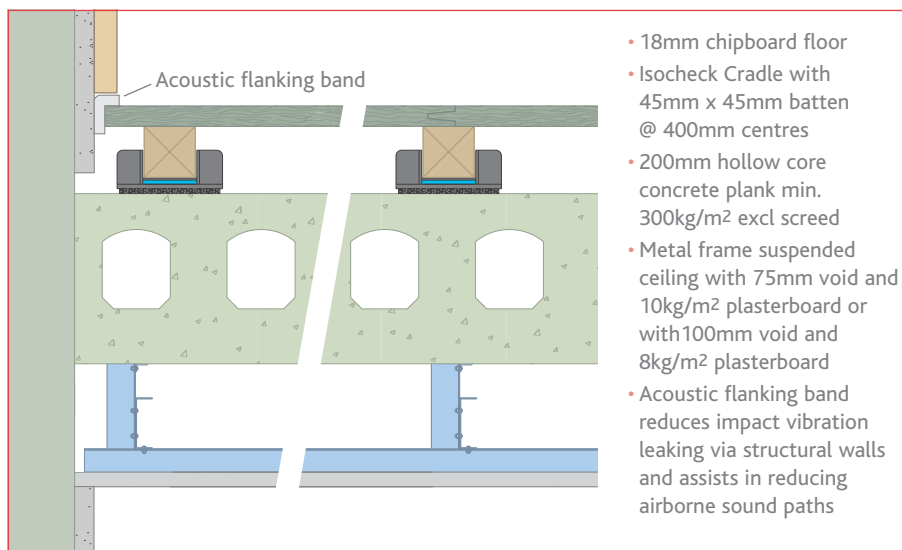 Acoustic flanking band
• 18mm chipboard floor
• Isocheck Cradle with
45mm x 45mm batten
@ 400mm centres
• 200mm hollow core
concrete plank min.
300kg/m2 excl screed
• Metal frame suspended
ceiling with 75mm void and
10kg/m2 plasterboard or
with100mm void and
8kg/m2 plasterboard
• Acoustic flanking band
reduces impact vibration
leaking via structural walls
and assists in reducing
airborne sound paths